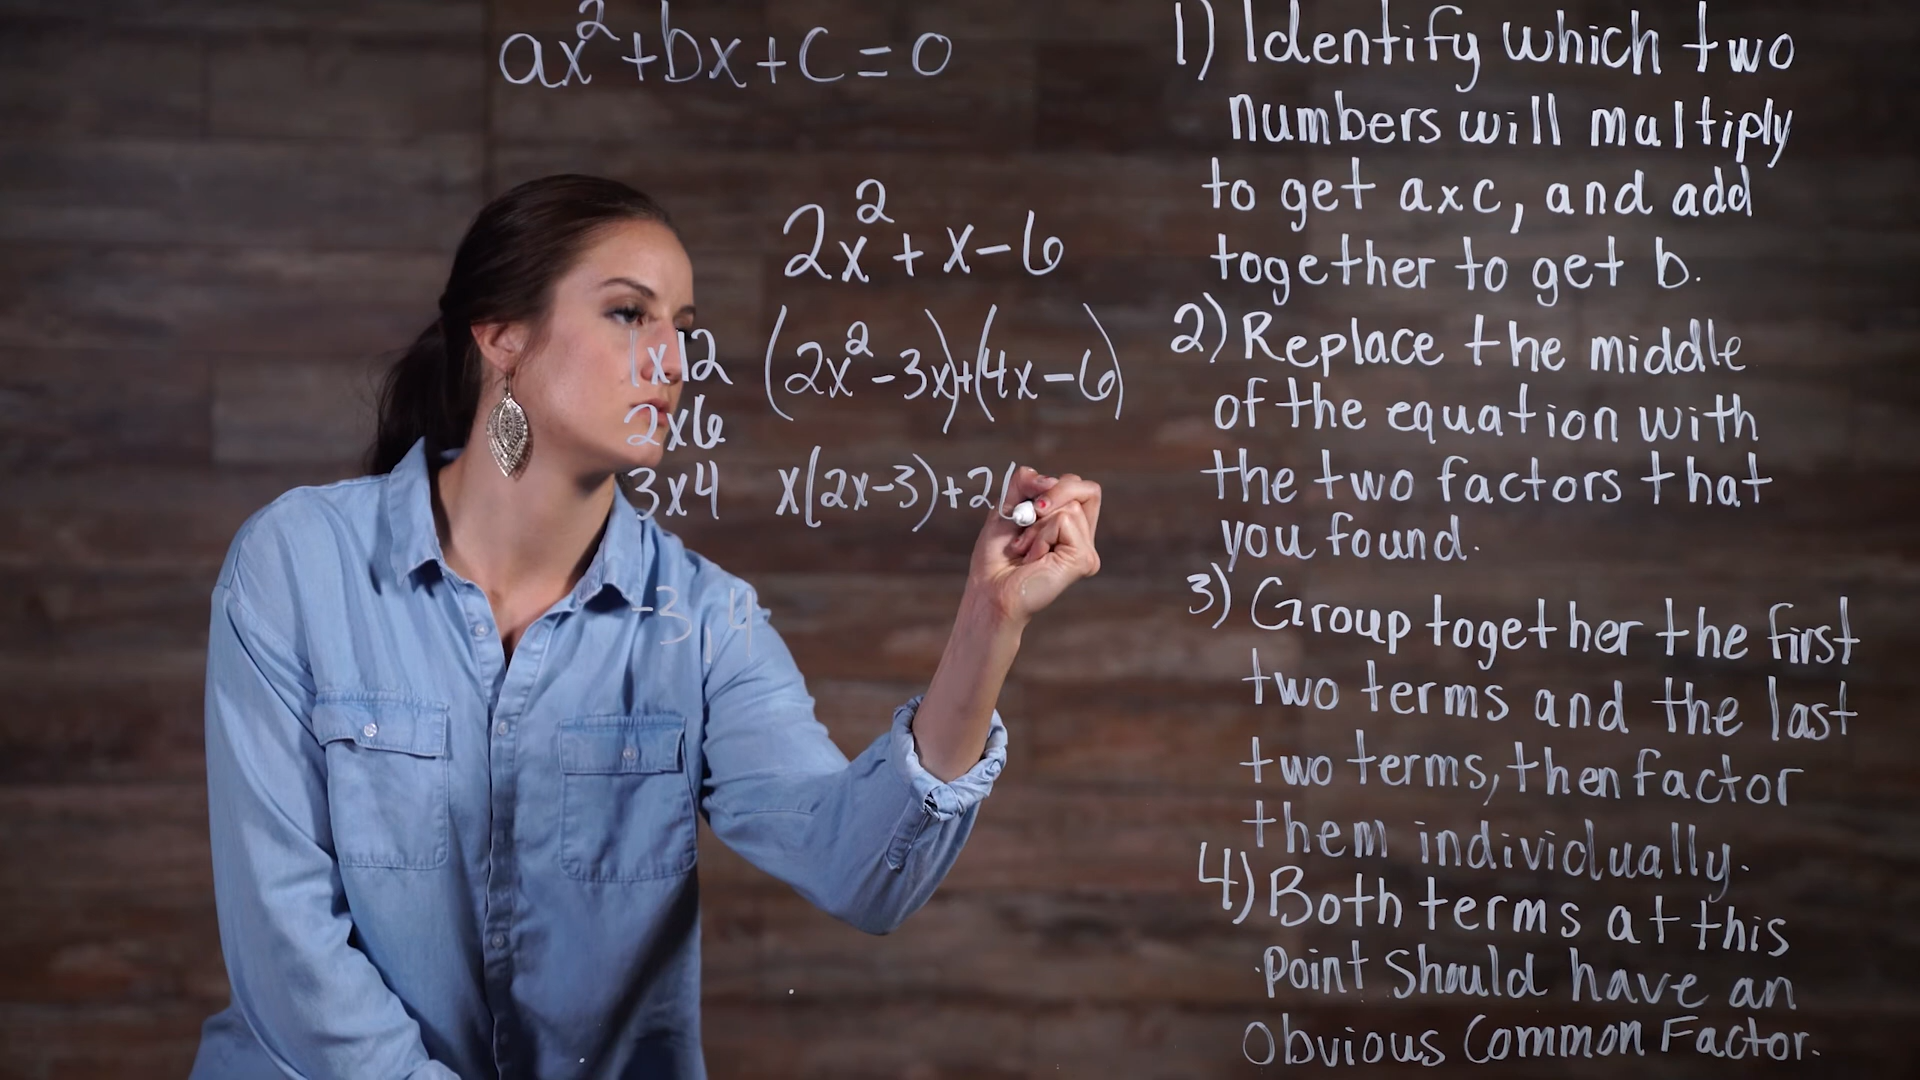 ax²+bx+c=0
2x²+x-6
1x12
(2x²-3x)+(4x-6)
2x6
3x4
x(2x-3)+2(
-3,4
1) Identify which two
numbers will multiply
to get axc, and add
together to get b.
2) Replace the middle
of the equation with
the two factors that
you found.
3) Group together the first
two terms and the last
two terms, then factor
them individually.
4) Both terms at this
point should have an
obvious common factor.